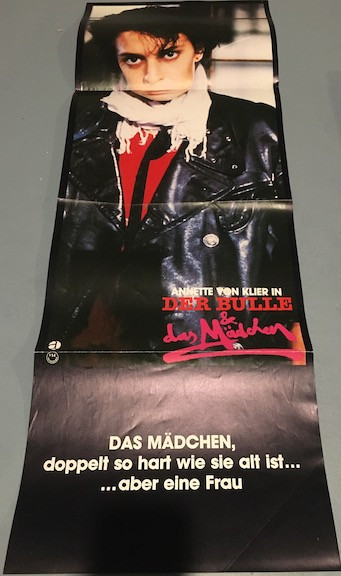 ANNETTE VON KLIER IN
DER BULLE
&
das Mädchen
a
DAS MÄDCHEN,
doppelt so hart wie sie alt ist...
...aber eine Frau